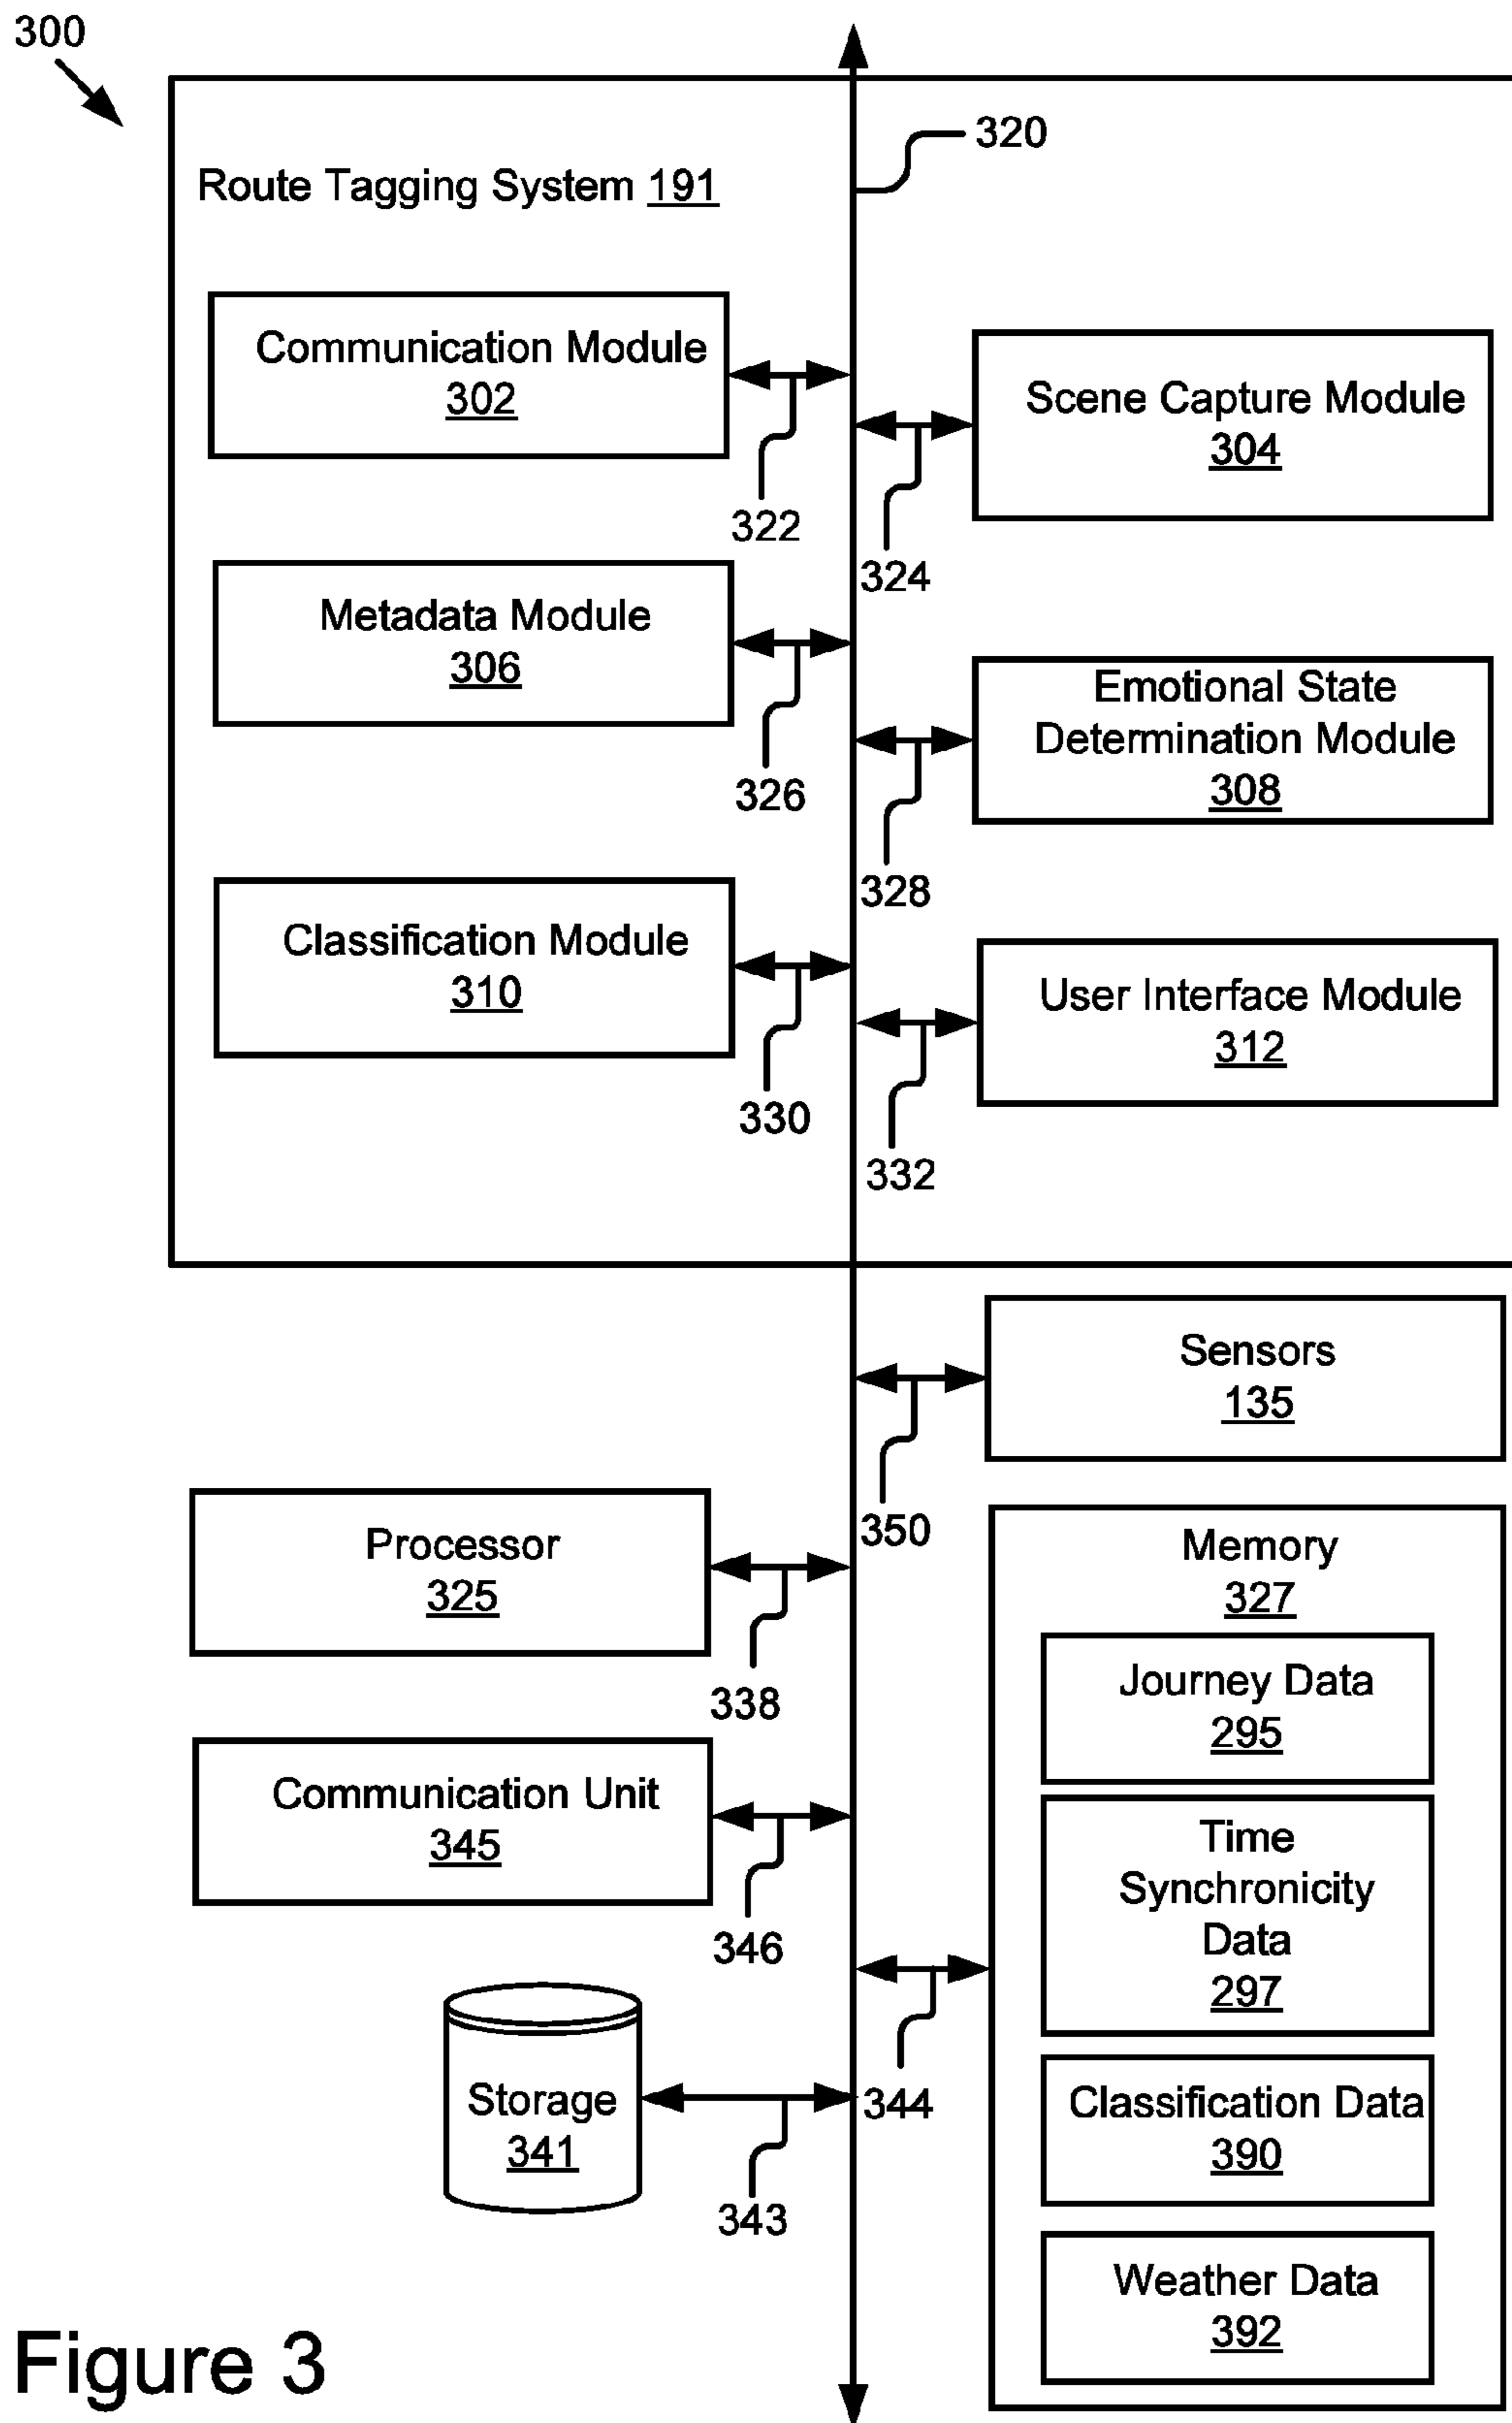 300
320
Route Tagging System 191
Communication Module
302
322
Scene Capture Module
304
324
Metadata Module
306
326
Emotional State
Determination Module
308
328
Classification Module
310
330
User Interface Module
312
332
Sensors
135
350
Processor
325
338
Memory
327
Journey Data
295
Communication Unit
345
346
Time
Synchronicity
Data
297
344
Storage
341
343
Classification Data
390
Weather Data
392
Figure 3